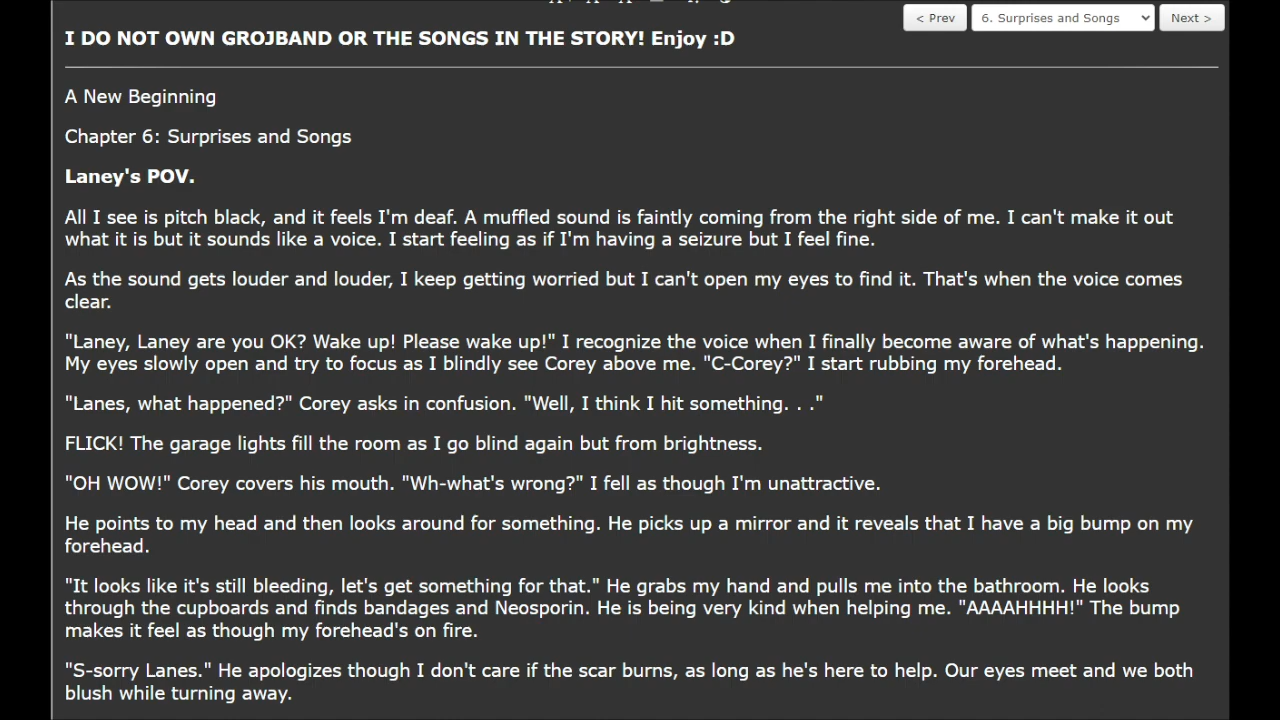 < Prev
6. Surprises and Songs
Next >
I DO NOT OWN GROJBAND OR THE SONGS IN THE STORY! Enjoy :D
A New Beginning
Chapter 6: Surprises and Songs
Laney's POV.
All I see is pitch black, and it feels I'm deaf. A muffled sound is faintly coming from the right side of me. I can't make it out
what it is but it sounds like a voice. I start feeling as if I'm having a seizure but I feel fine.
As the sound gets louder and louder, I keep getting worried but I can't open my eyes to find it. That's when the voice comes
clear.
"Laney, Laney are you OK? Wake up! Please wake up!" I recognize the voice when I finally become aware of what's happening.
My eyes slowly open and try to focus as I blindly see Corey above me. "C-Corey?" I start rubbing my forehead.
"Lanes, what happened?" Corey asks in confusion. "Well, I think I hit something. . ."
FLICK! The garage lights fill the room as I go blind again but from brightness.
"OH WOW!" Corey covers his mouth. "Wh-what's wrong?" I fell as though I'm unattractive.
He points to my head and then looks around for something. He picks up a mirror and it reveals that I have a big bump on my
forehead.
"It looks like it's still bleeding, let's get something for that." He grabs my hand and pulls me into the bathroom. He looks
through the cupboards and finds bandages and Neosporin. He is being very kind when helping me. "AAAAHHHH!" The bump
makes it feel as though my forehead's on fire.
"S-sorry Lanes." He apologizes though I don't care if the scar burns, as long as he's here to help. Our eyes meet and we both
blush while turning away.